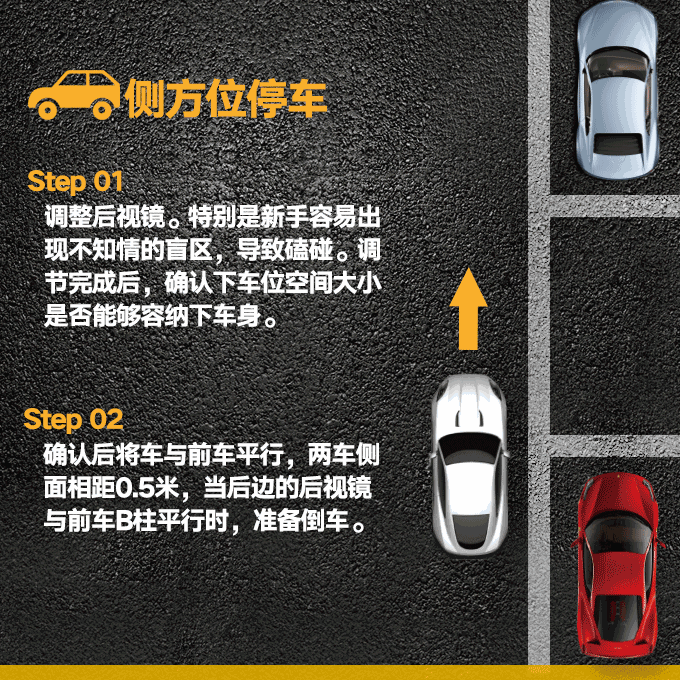 侧方位停车
Step 01
调整后视镜。特别是新手容易出
现不知情的盲区，导致磕碰。调
节完成后，确认下车位空间大小
是否能够容纳下车身。
Step 02
确认后将车与前车平行，两车侧
面相距0.5米，当后边的后视镜
与前车B柱平行时，准备倒车。